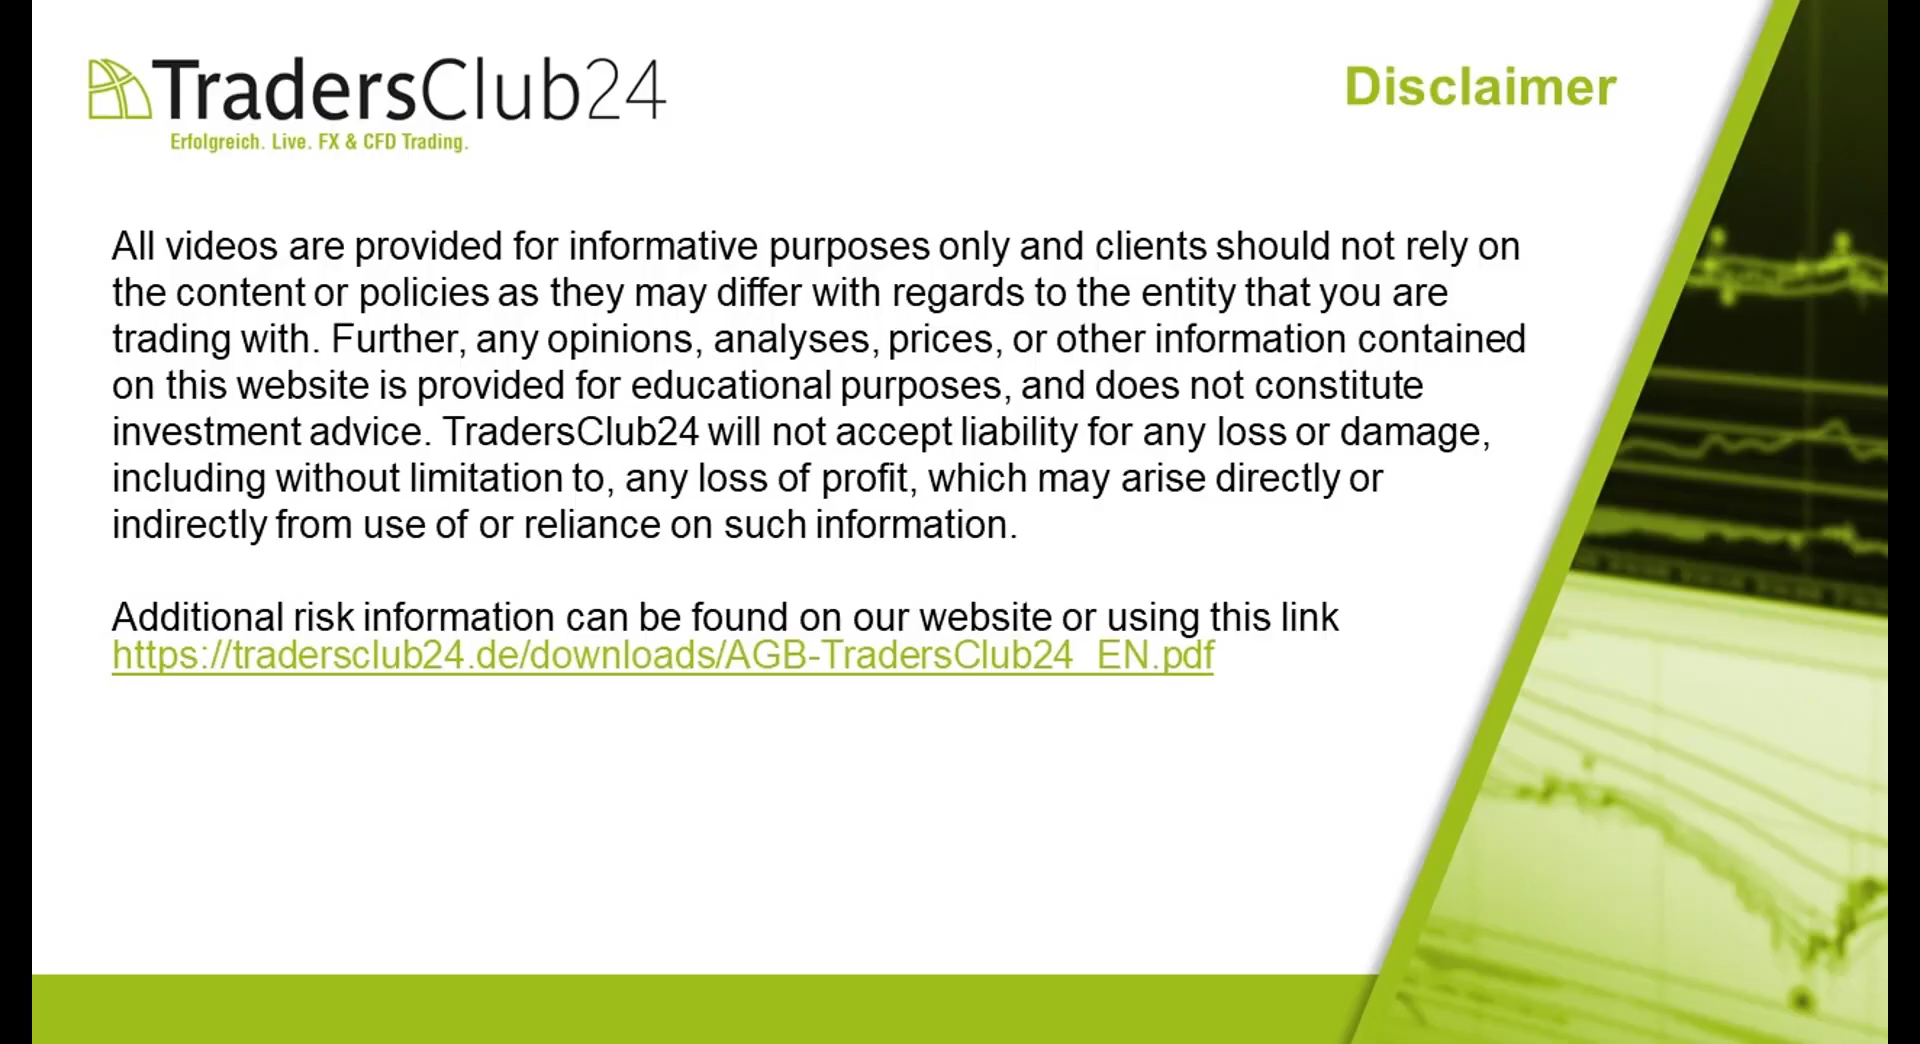 TradersClub24
Erfolgreich. Live. FX & CFD Trading.
Disclaimer
All videos are provided for informative purposes only and clients should not rely on
the content or policies as they may differ with regards to the entity that you are
trading with. Further, any opinions, analyses, prices, or other information contained
on this website is provided for educational purposes, and does not constitute
investment advice. TradersClub24 will not accept liability for any loss or damage,
including without limitation to, any loss of profit, which may arise directly or
indirectly from use of or reliance on such information.
Additional risk information can be found on our website or using this link
https://tradersclub24.de/downloads/AGB-TradersClub24_EN.pdf